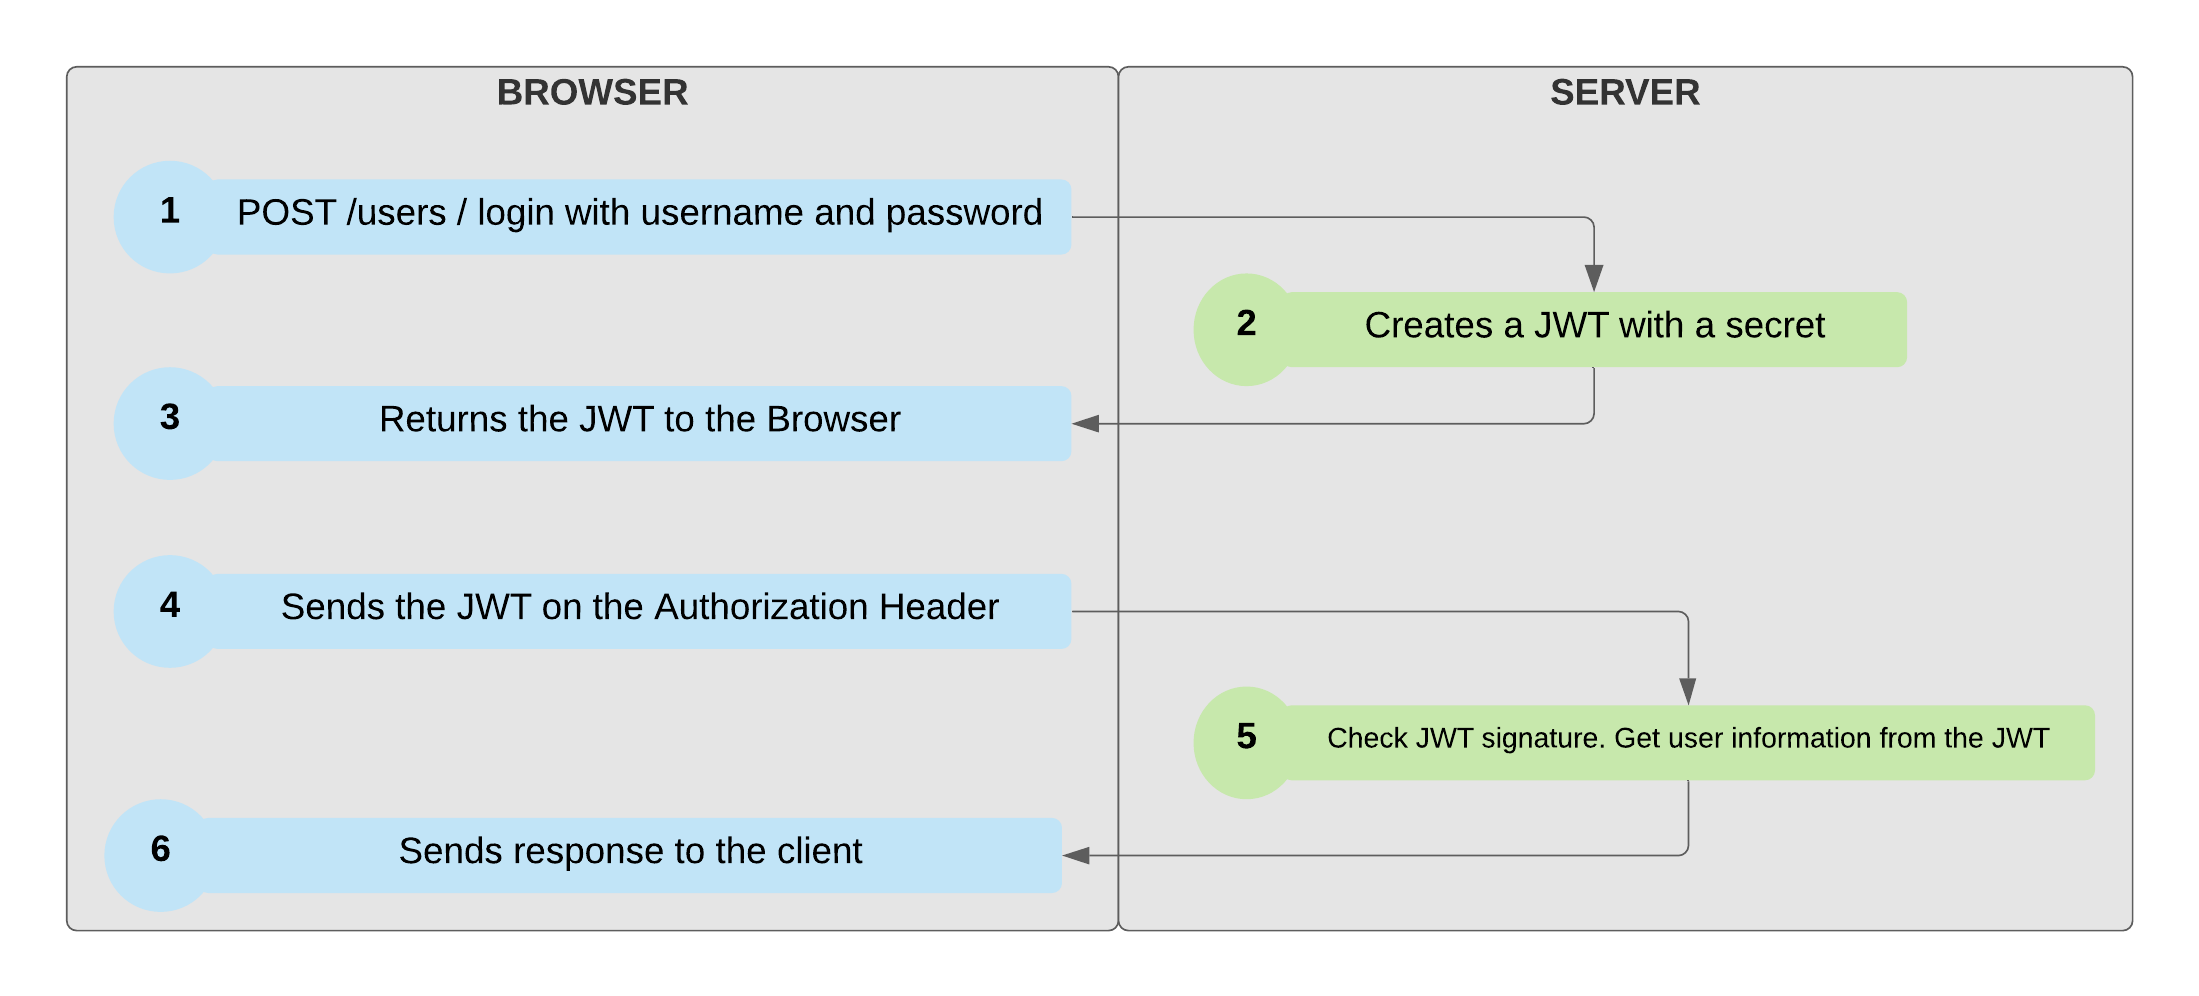 BROWSER
SERVER
1
POST /users / login with username and password
2
Creates a JWT with a secret
3
Returns the JWT to the Browser
4
Sends the JWT on the Authorization Header
5
Check JWT signature. Get user information from the JWT
6
Sends response to the client